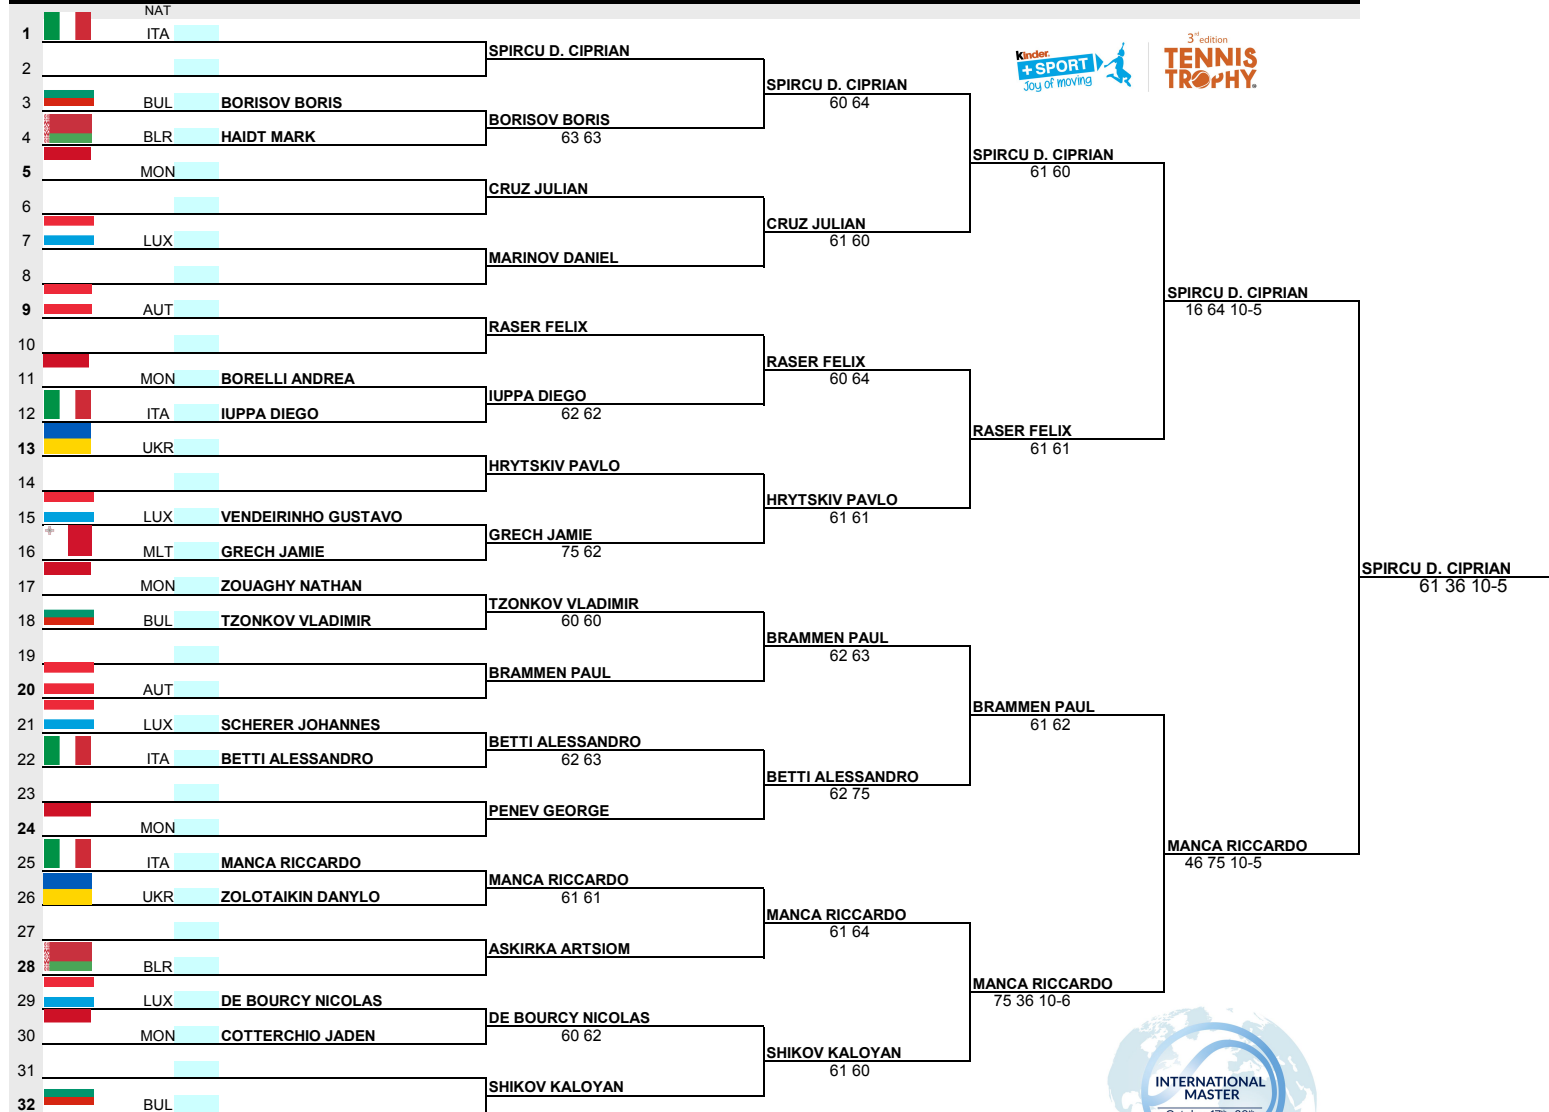 NAT
1 ITA
SPIRCU D. CIPRIAN
2
3 BUL BORISOV BORIS
SPIRCU D. CIPRIAN
60 64
BORISOV BORIS
4 BLR HAIDT MARK
63 63
SPIRCU D. CIPRIAN
5 MON
61 60
CRUZ JULIAN
6
CRUZ JULIAN
7 LUX
61 60
MARINOV DANIEL
8
SPIRCU D. CIPRIAN
9 AUT
16 64 10-5
RASER FELIX
10
RASER FELIX
11 MON BORELLI ANDREA
60 64
IUPPA DIEGO
12 ITA IUPPA DIEGO
62 62
RASER FELIX
13 UKR
61 61
HRYTSKIV PAVLO
14
HRYTSKIV PAVLO
15 LUX VENDEIRINHO GUSTAVO
61 61
GRECH JAMIE
16 MLT GRECH JAMIE
75 62
SPIRCU D. CIPRIAN
17 MON ZOUAGHY NATHAN
61 36 10-5
TZONKOV VLADIMIR
18 BUL TZONKOV VLADIMIR
60 60
BRAMMEN PAUL
19
62 63
BRAMMEN PAUL
20 AUT
BRAMMEN PAUL
21 LUX SCHERER JOHANNES
61 62
BETTI ALESSANDRO
22 ITA BETTI ALESSANDRO
62 63
BETTI ALESSANDRO
23
62 75
PENEV GEORGE
24 MON
MANCA RICCARDO
25 ITA MANCA RICCARDO
46 75 10-5
MANCA RICCARDO
26 UKR ZOLOTAIKIN DANYLO
61 61
MANCA RICCARDO
27
61 64
ASKIRKA ARTSIOM
28 BLR
MANCA RICCARDO
29 LUX DE BOURCY NICOLAS
75 36 10-6
DE BOURCY NICOLAS
30 MON COTTERCHIO JADEN
60 62
SHIKOV KALOYAN
31
61 60
SHIKOV KALOYAN
32 BUL
Kinder
+ SPORT
Joy of moving
3rd edition
TENNIS
TROPHY
INTERNATIONAL
MASTER